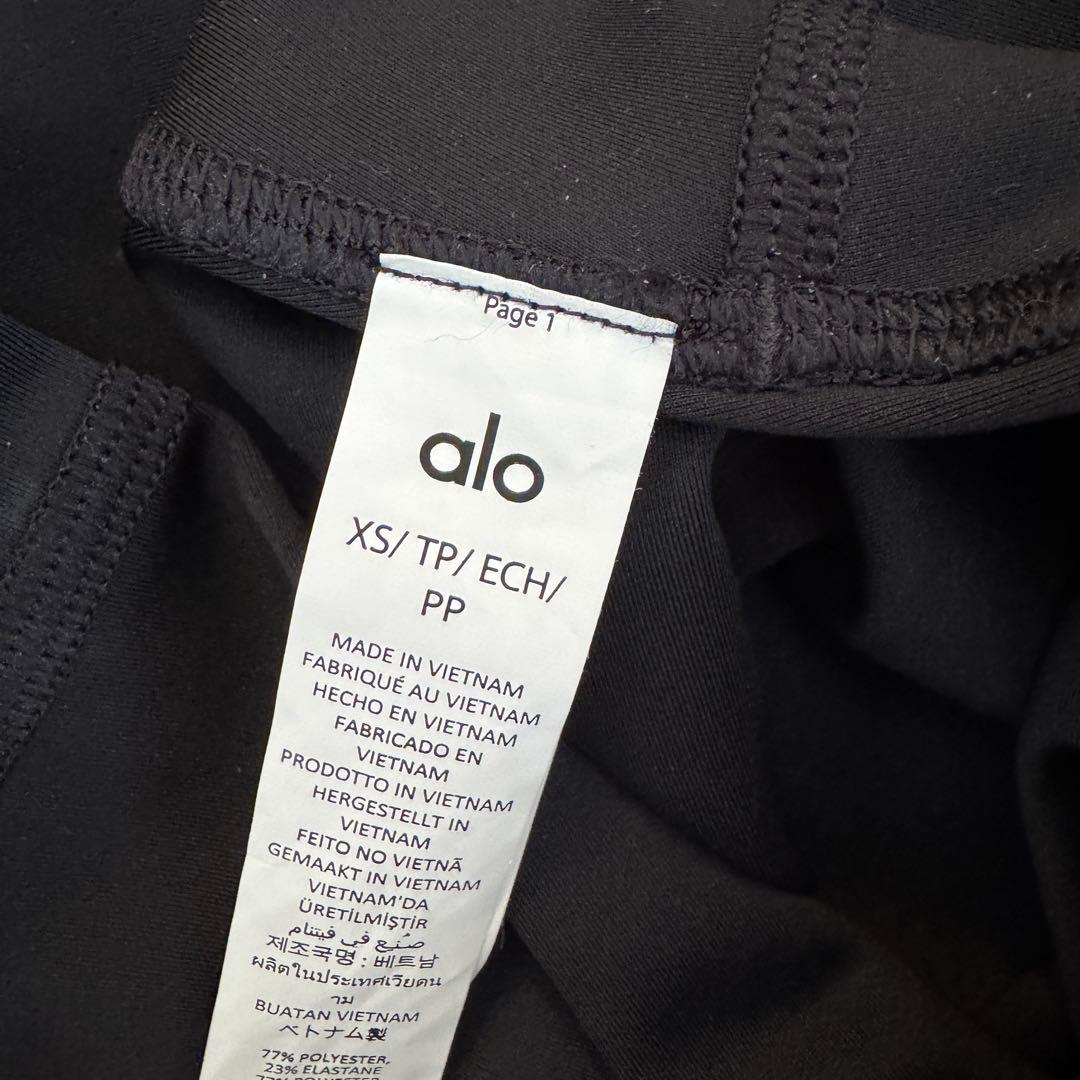 Page 1
alo
XS/ TP/ ECH/
PP
MADE IN VIETNAM
FABRIQUÉ AU VIETNAM
HECHO EN VIETNAM
FABRICADO EN
VIETNAM
PRODOTTO IN VIETNAM
HERGESTELLT IN
VIETNAM
FEITO NO VIETNÃ
GEMAAKT IN VIETNAM
VIETNAM'DA
ÜRETİLMİŞTİR
صُنِع في فيتنام
제조국명 : 베트남
ผลิตในประเทศเวียดน
าม
BUATAN VIETNAM
ベトナム製
77% POLYESTER,
23% ELASTANE